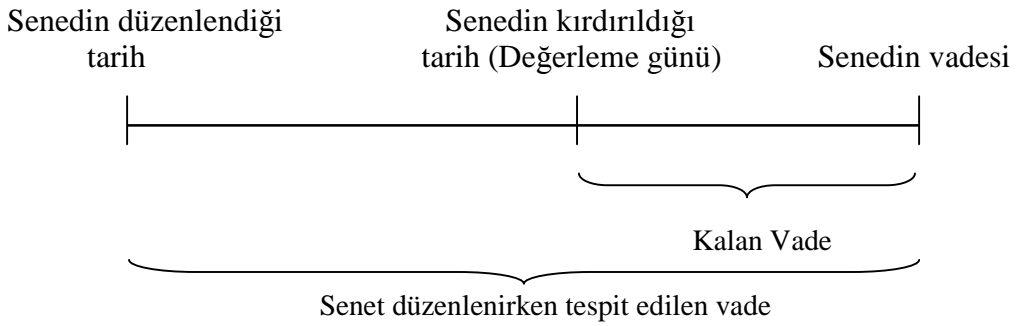 Senedin düzenlendiği
tarih
Senedin kırdırıldığı
tarih (Değerleme günü)
Senedin vadesi
Kalan Vade
Senet düzenlenirken tespit edilen vade